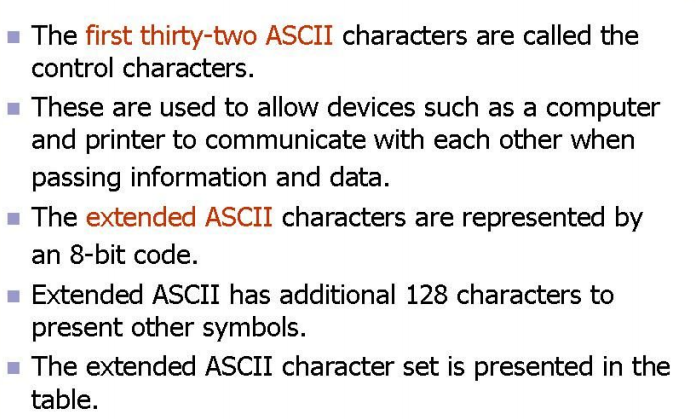 The first thirty-two ASCII characters are called the
control characters.
These are used to allow devices such as a computer
and printer to communicate with each other when
passing information and data.
The extended ASCII characters are represented by
an 8-bit code.
Extended ASCII has additional 128 characters to
present other symbols.
The extended ASCII character set is presented in the
table.